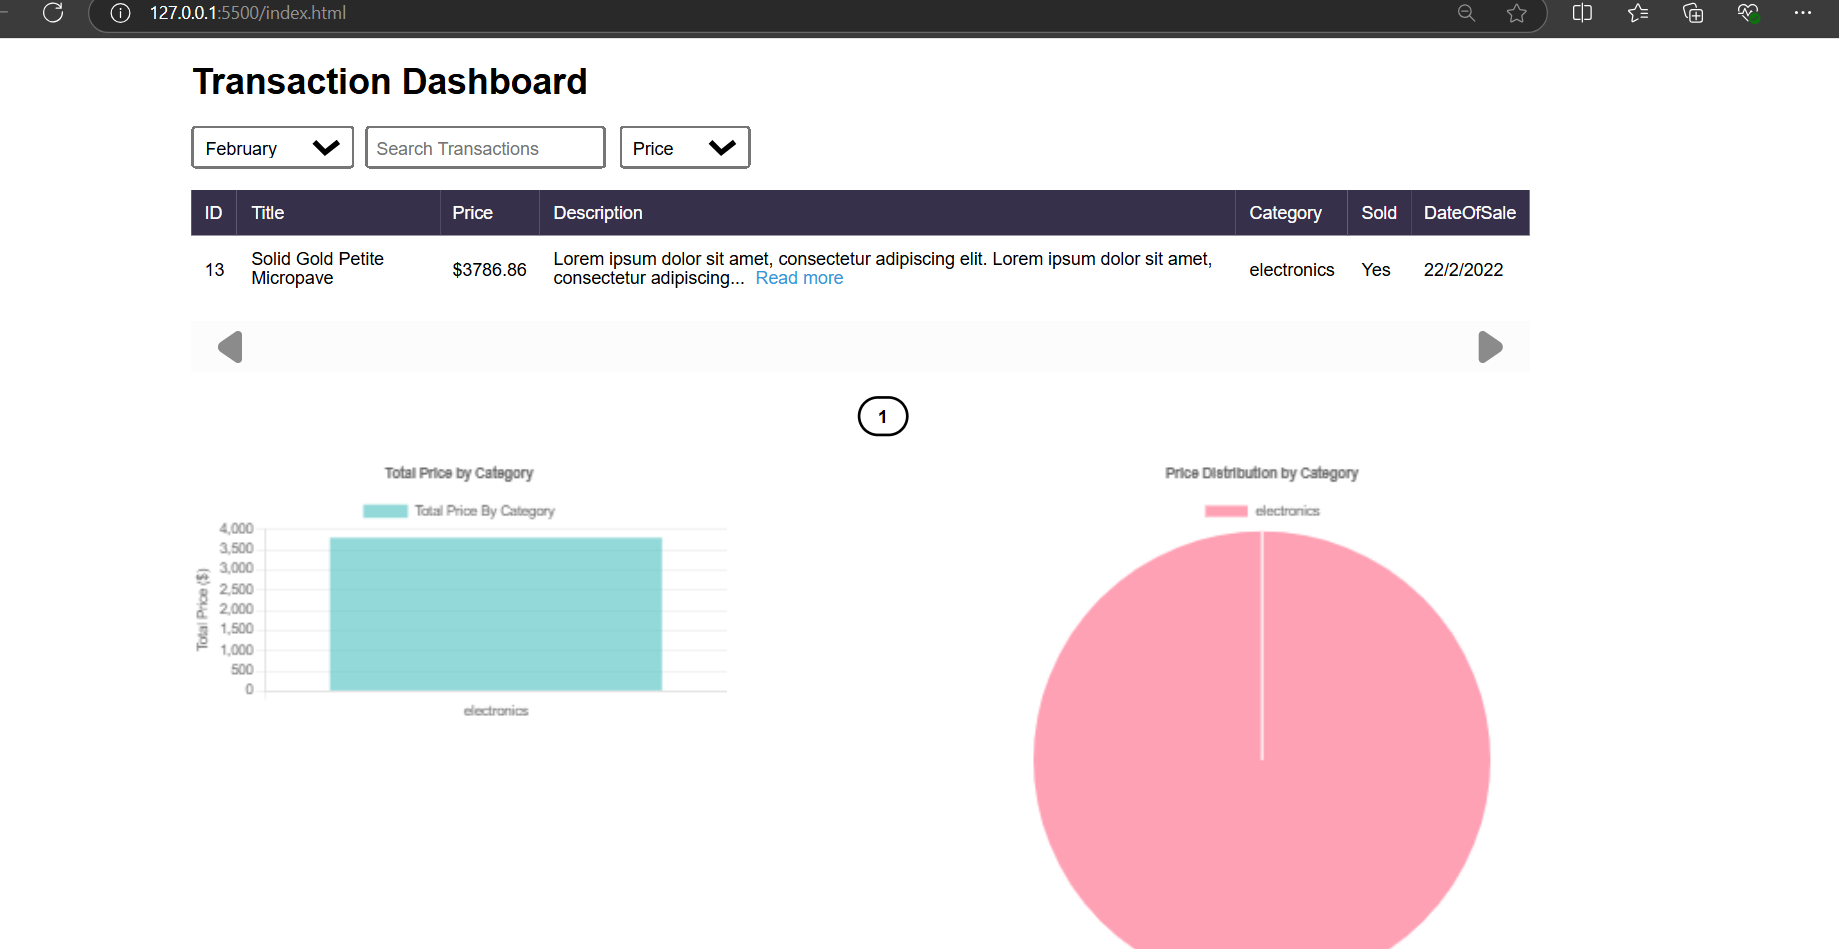 127.0.0.1:5500/index.html
Transaction Dashboard
February
Search Transactions
Price
ID Title Price Description Category Sold DateOfSale
13 Solid Gold Petite Micropave $3786.86 Lorem ipsum dolor sit amet, consectetur adipiscing elit. Lorem ipsum dolor sit amet,
consectetur adipiscing... Read more electronics Yes 22/2/2022
1
Total Price by Category
Total Price By Category
4,000
3,500
3,000
2,500
2,000
1,500
1,000
500
0
Total Price ($)
electronics
Price Distribution by Category
electronics